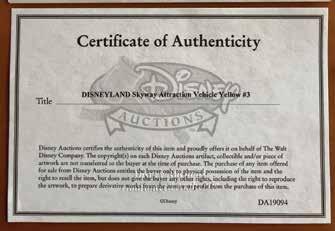 Certificate of Authenticity
DISNEYLAND Skyway Attraction Vehicle Yellow #3
Title
Disney
AUCTIONS
Disney Auctions certifies the authenticity of this item and proudly offers it on behalf of The Walt
Disney Company. The copyright(s) on each Disney Auctions artifact, collectible and/or piece of
artwork are not transferred to the buyer at the time of purchase. The purchase of any item offered
for sale from Disney Auctions entitles the buyer only to physical possession of the item and the
right to resell the item, but does not give the buyer any other rights, including the right to reproduce
the artwork, to prepare derivative works from the item or to profit from the purchase of this item.
©Disney
DA19094